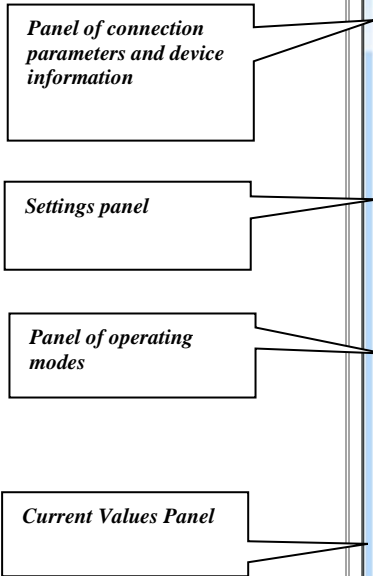 Panel of connection
parameters and device
information
Settings panel
Panel of operating
modes
Current Values Panel